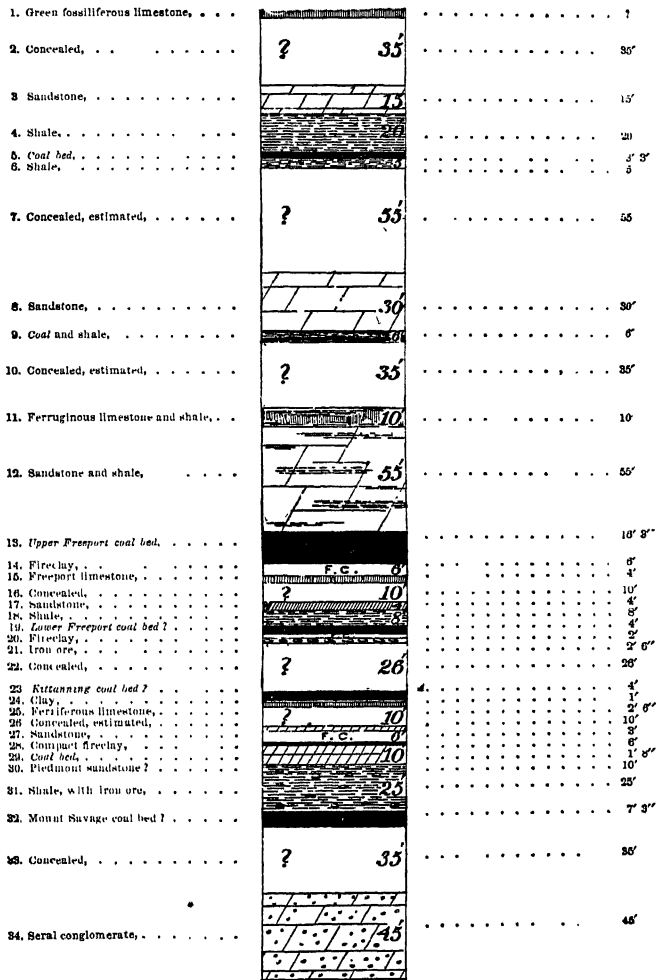 1. Green fossiliferous limestone, ?
2. Concealed, ? 35′ 35′
3 Sandstone, 15′ 15′
4. Shale, 20′ 20
5. Coal bed, 3′ 3″
6. Shale, 5 5
7. Concealed, estimated, ? 55′ 55
8. Sandstone, 30′ 30′
9. Coal and shale, 6′ 6′
10. Concealed, estimated, ? 35′ 35′
11. Ferruginous limestone and shale, 10′ 10
12. Sandstone and shale, 55′ 55′
13. Upper Freeport coal bed, 16′ 3″
14. Fireclay, F.C. 6′ 6′
15. Freeport limestone, 4′
16. Concealed, ? 10′ 10′
17. Sandstone, 4′
18. Shale, 8′ 8′
19. Lower Freeport coal bed ? 4′
20. Fireclay, 2′
21. Iron ore, 2′ 6″
22. Concealed, ? 26′ 26′
23 Kittanning coal bed ? 4′
24. Clay, 1′
25. Ferriferous limestone, 2′ 6″
26 Concealed, estimated, ? 10′ 10′
27. Sandstone, 3′
28. Compact fireclay, F.C. 6′ 6′
29. Coal bed, 1′ 8″
30. Piedmont sandstone ? 10′ 10′
31. Shale, with iron ore, 25′ 25′
32. Mount Savage coal bed ? 7′ 3″
33. Concealed, ? 35′ 35′
34. Seral conglomerate, 45′ 45′